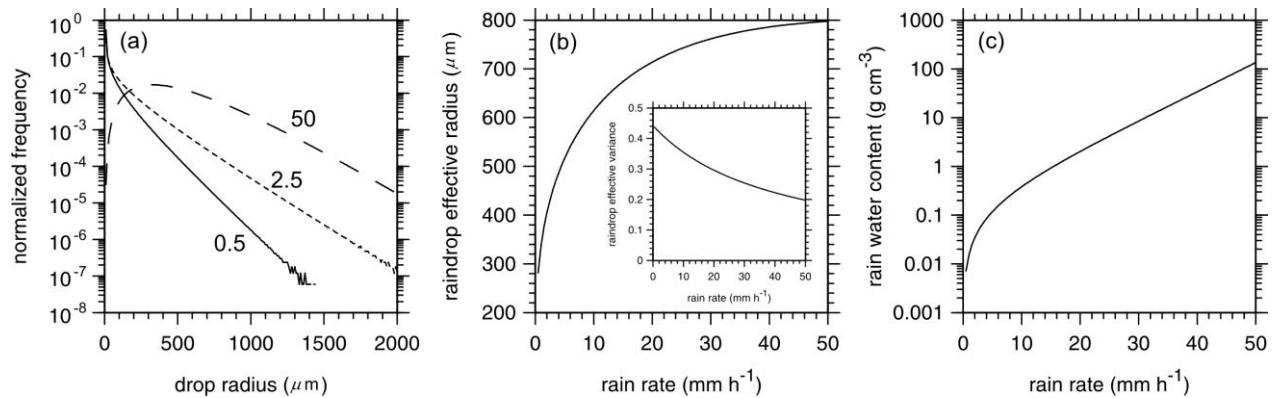 (a)
normalized frequency
10⁰
10⁻¹
10⁻²
10⁻³
10⁻⁴
10⁻⁵
10⁻⁶
10⁻⁷
10⁻⁸
50
2.5
0.5
0 500 1000 1500 2000
drop radius (μm)
(b)
raindrop effective radius (μm)
800
700
600
500
400
300
200
0 10 20 30 40 50
rain rate (mm h⁻¹)
raindrop effective variance
0.5
0.4
0.3
0.2
0.1
0
0 10 20 30 40 50
rain rate (mm h⁻¹)
(c)
rain water content (g cm⁻³)
1000
100
10
1
0.1
0.01
0.001
0 10 20 30 40 50
rain rate (mm h⁻¹)